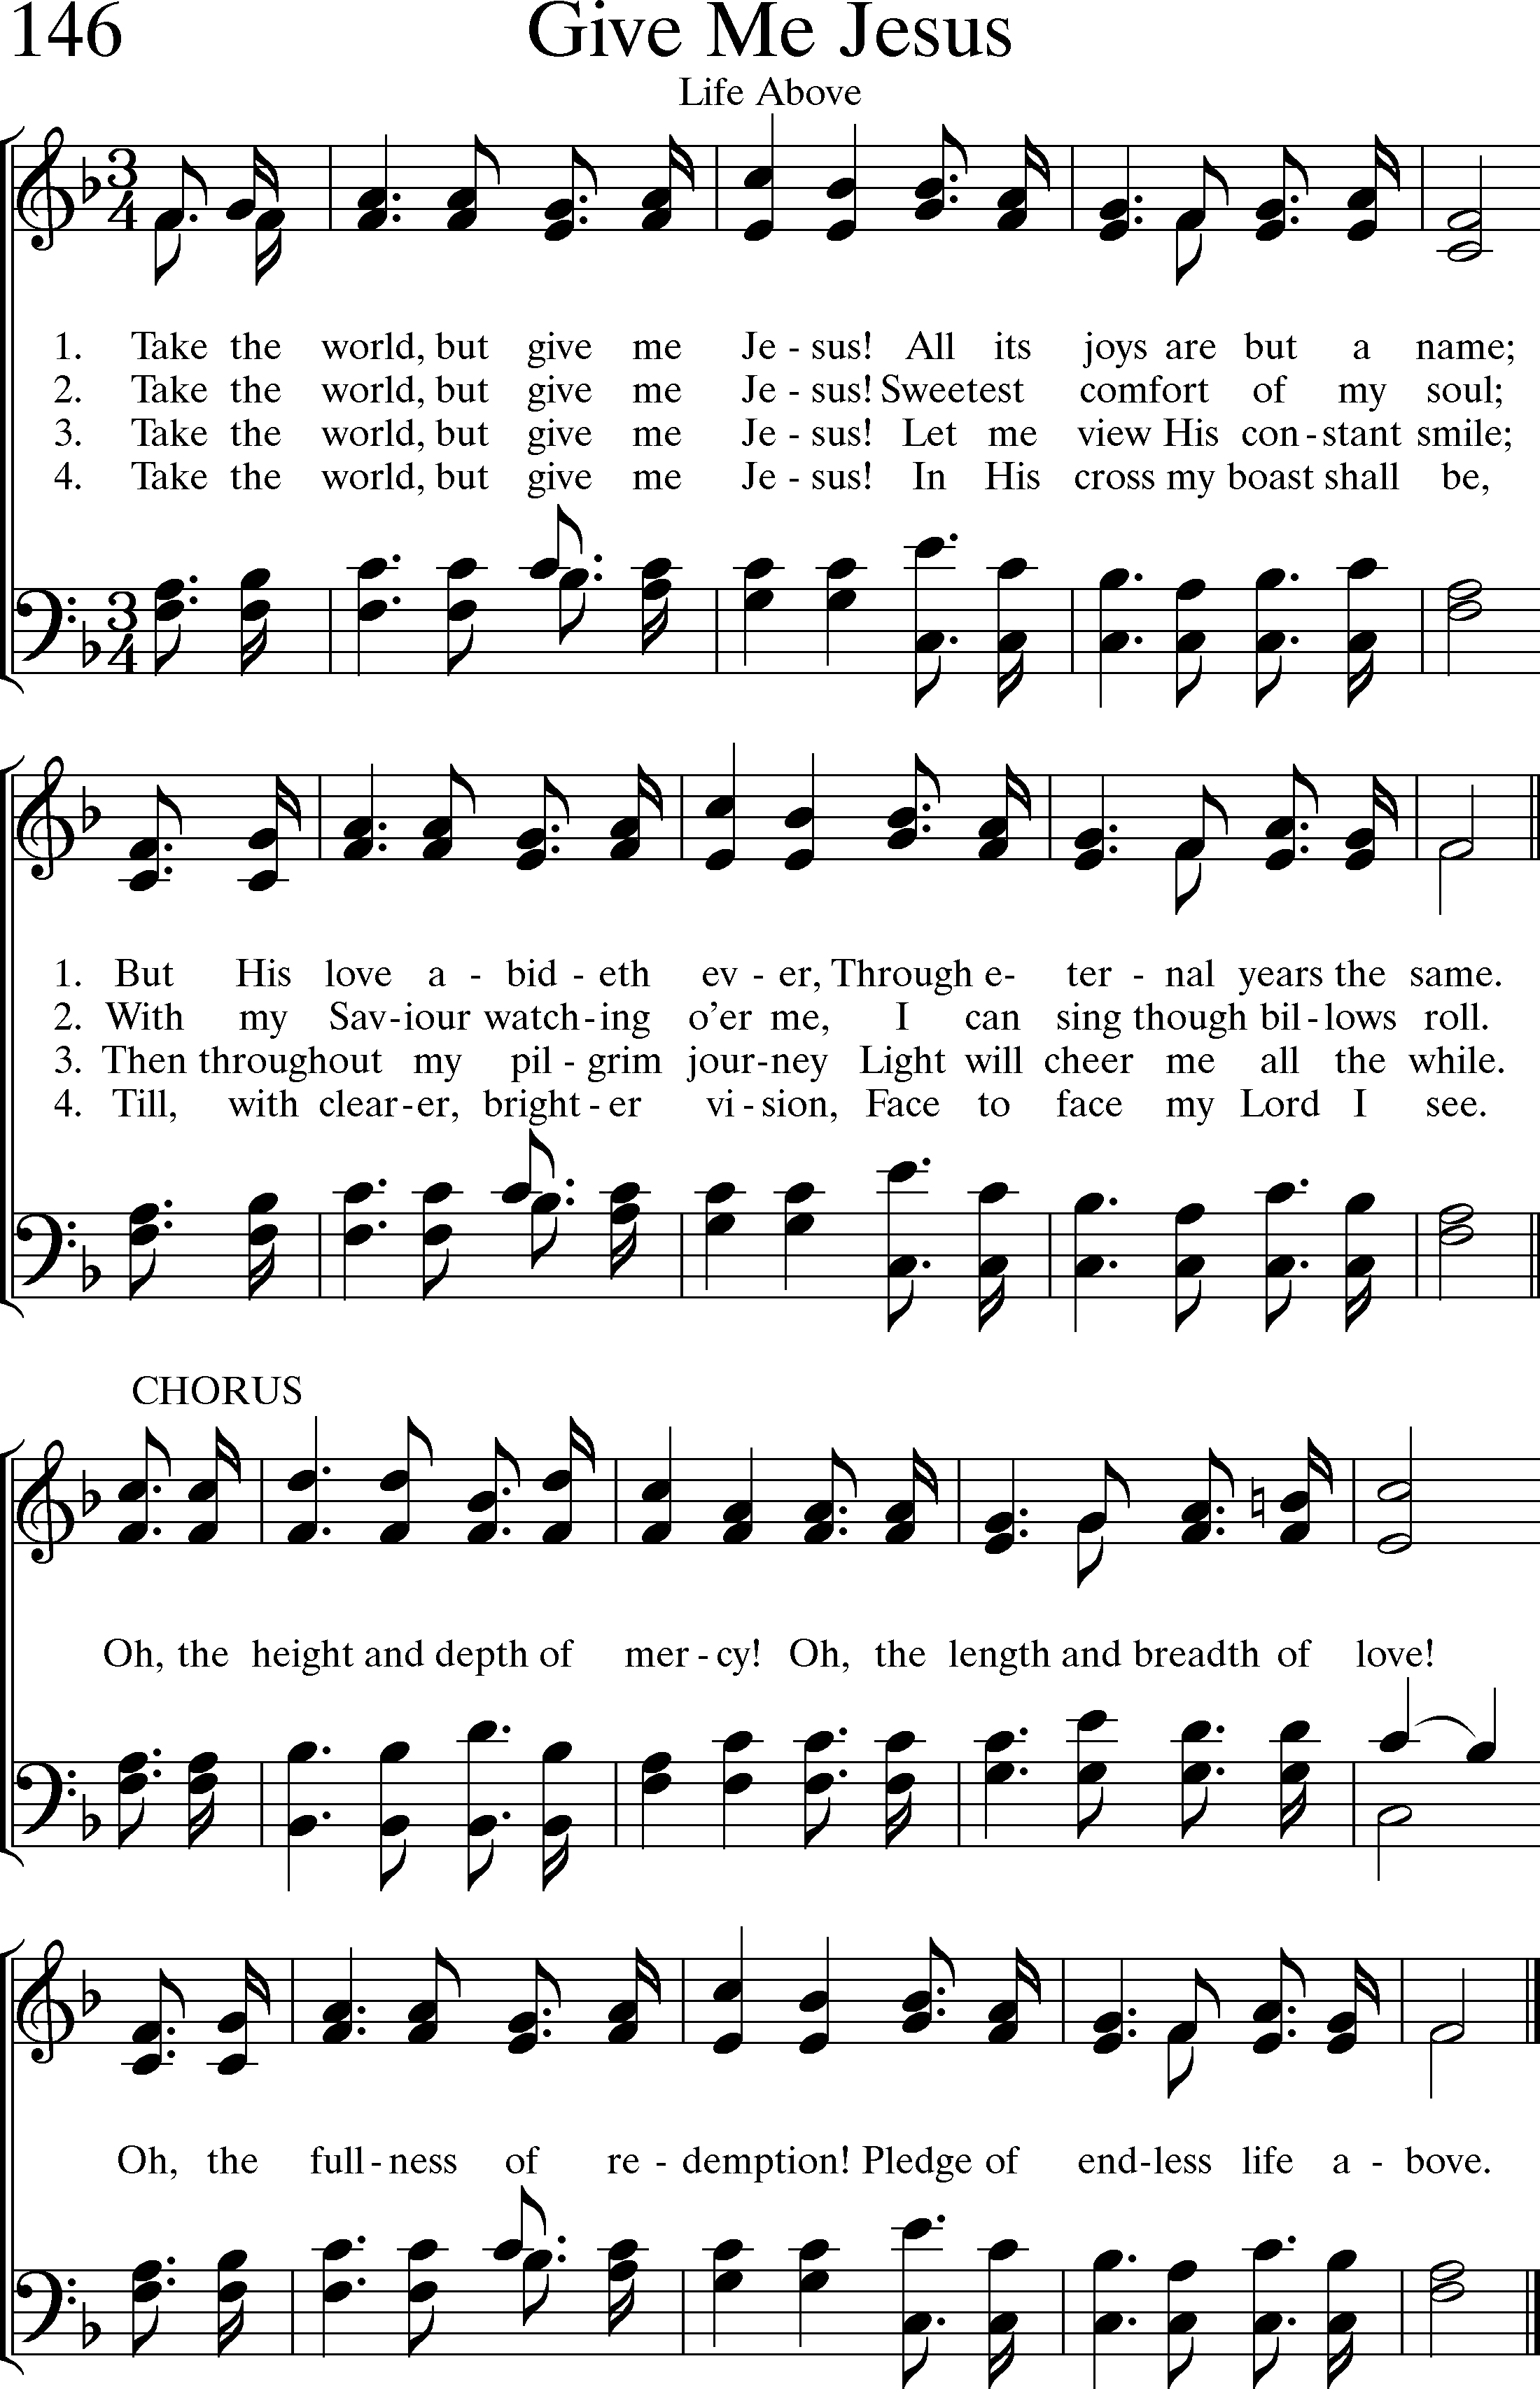 146 Give Me Jesus
Life Above
1. Take the world, but give me Je - sus! All its joys are but a name;
2. Take the world, but give me Je - sus! Sweetest comfort of my soul;
3. Take the world, but give me Je - sus! Let me view His con - stant smile;
4. Take the world, but give me Je - sus! In His cross my boast shall be,
1. But His love a - bid - eth ev - er, Through e- ter - nal years the same.
2. With my Sav - iour watch - ing o'er me, I can sing though bil - lows roll.
3. Then throughout my pil - grim jour - ney Light will cheer me all the while.
4. Till, with clear - er, bright - er vi - sion, Face to face my Lord I see.
CHORUS
Oh, the height and depth of mer - cy! Oh, the length and breadth of love!
Oh, the full - ness of re - demption! Pledge of end - less life a - bove.